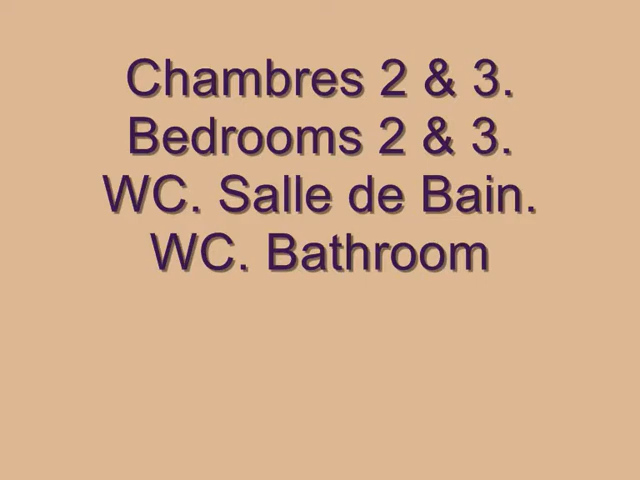 Chambres 2 & 3.
Bedrooms 2 & 3.
WC. Salle de Bain.
WC. Bathroom